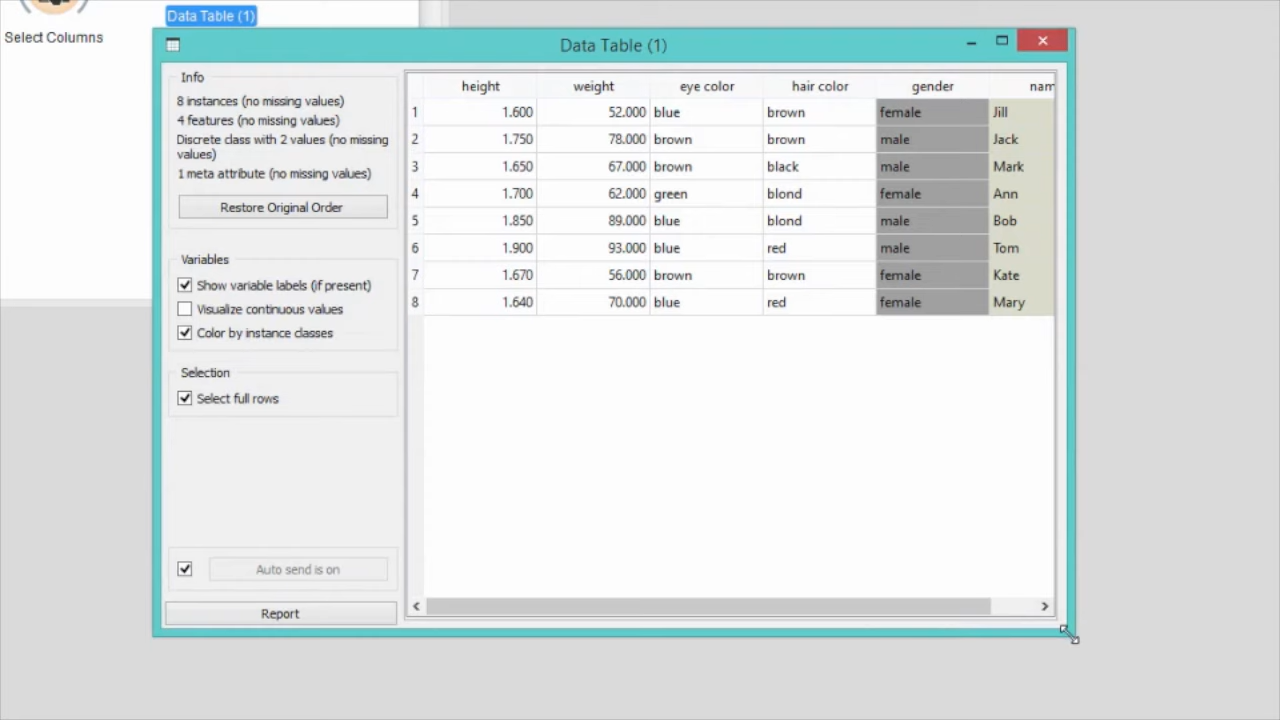 Data Table (1)
Select Columns
Data Table (1)
Info
8 instances (no missing values)
4 features (no missing values)
Discrete class with 2 values (no missing
values)
1 meta attribute (no missing values)
Restore Original Order
Variables
Show variable labels (if present)
Visualize continuous values
Color by instance classes
Selection
Select full rows
Auto send is on
Report
height weight eye color hair color gender nam
1 1.600 52.000 blue brown female Jill
2 1.750 78.000 brown brown male Jack
3 1.650 67.000 brown black male Mark
4 1.700 62.000 green blond female Ann
5 1.850 89.000 blue blond male Bob
6 1.900 93.000 blue red male Tom
7 1.670 56.000 brown brown female Kate
8 1.640 70.000 blue red female Mary